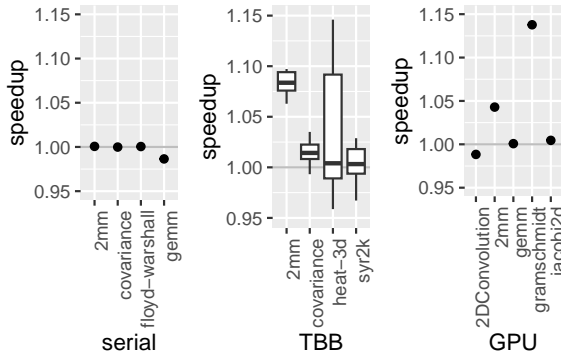 speedup
1.15
1.10
1.05
1.00
0.95
2mm
covariance
floyd−warshall
gemm
serial
speedup
1.15
1.10
1.05
1.00
0.95
2mm
covariance
heat−3d
syr2k
TBB
speedup
1.15
1.10
1.05
1.00
0.95
2DConvolution
2mm
gemm
gramschmidt
jacobi2d
GPU